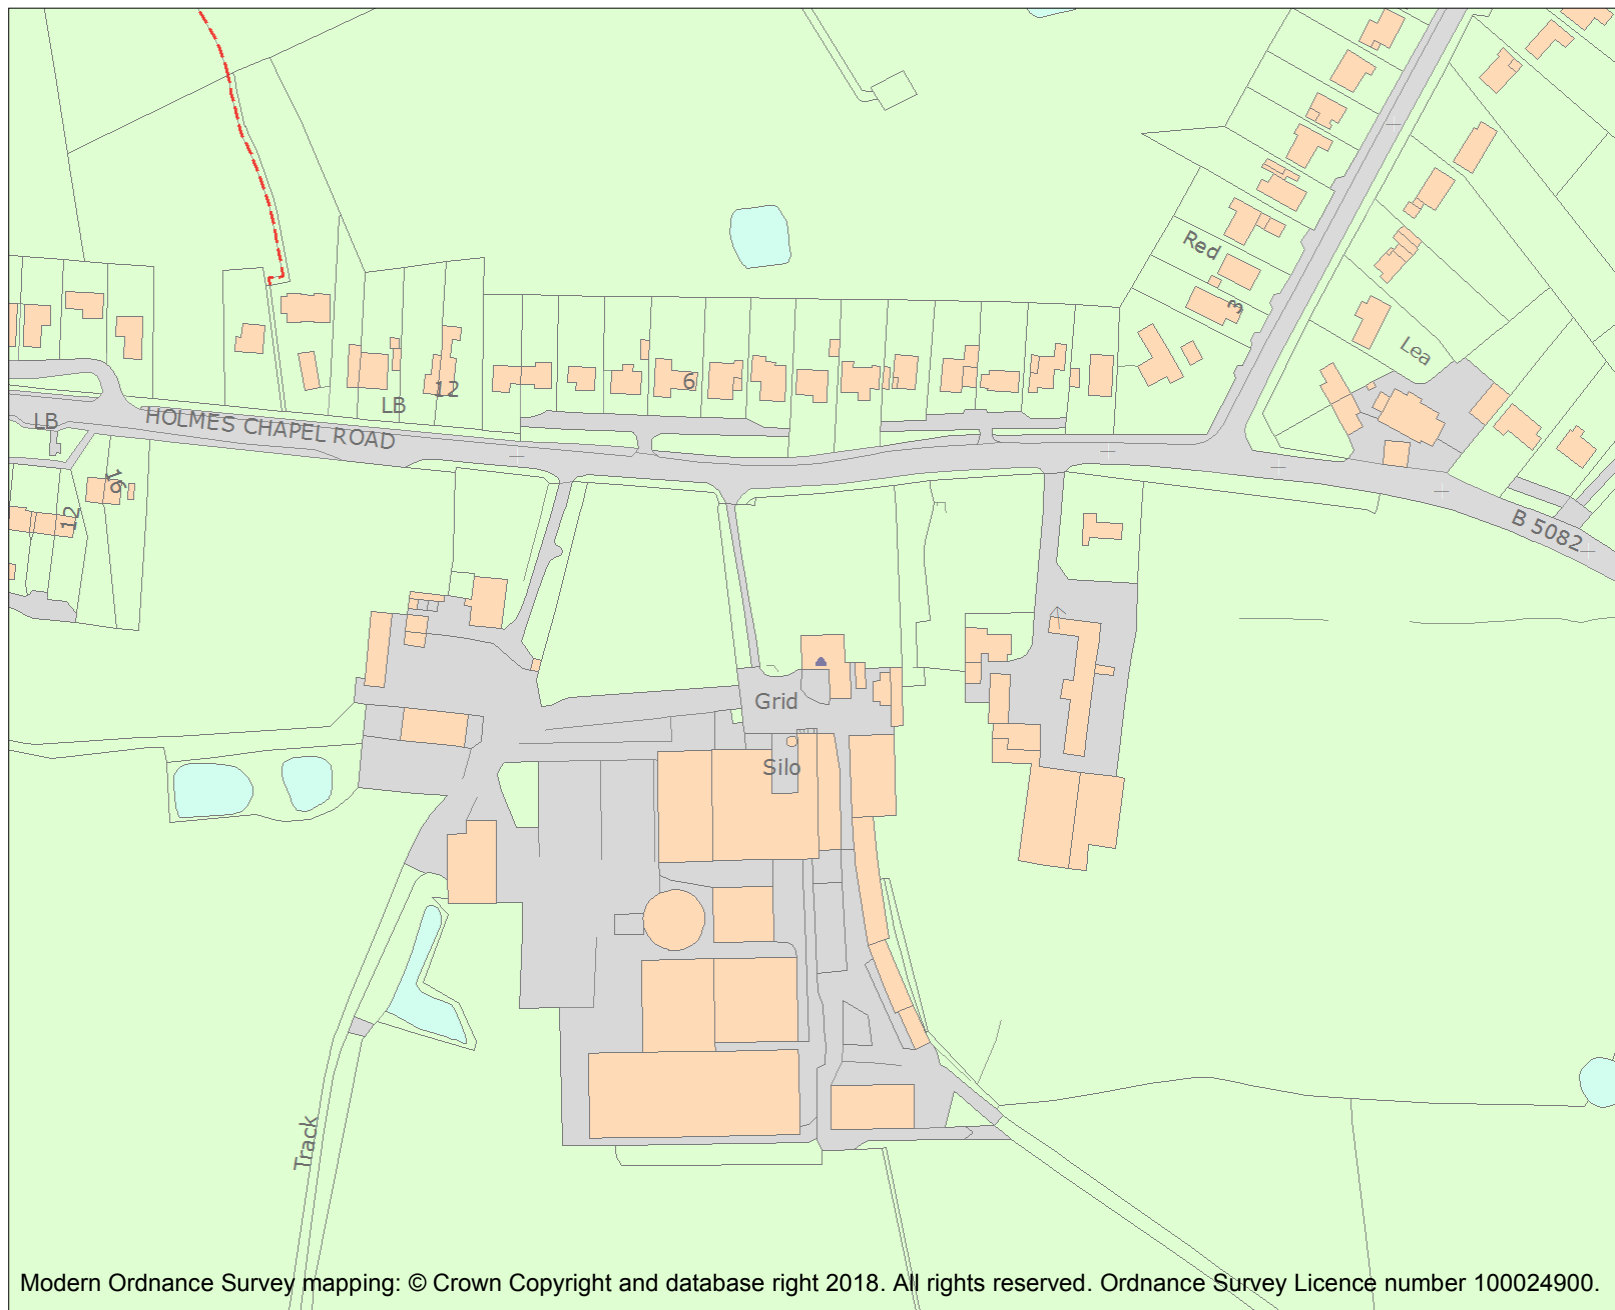 Red
3
Lea
6
12
LB
HOLMES CHAPEL ROAD
LB
16
12
B 5082
Grid
Silo
Track
Modern Ordnance Survey mapping: © Crown Copyright and database right 2018. All rights reserved. Ordnance Survey Licence number 100024900.